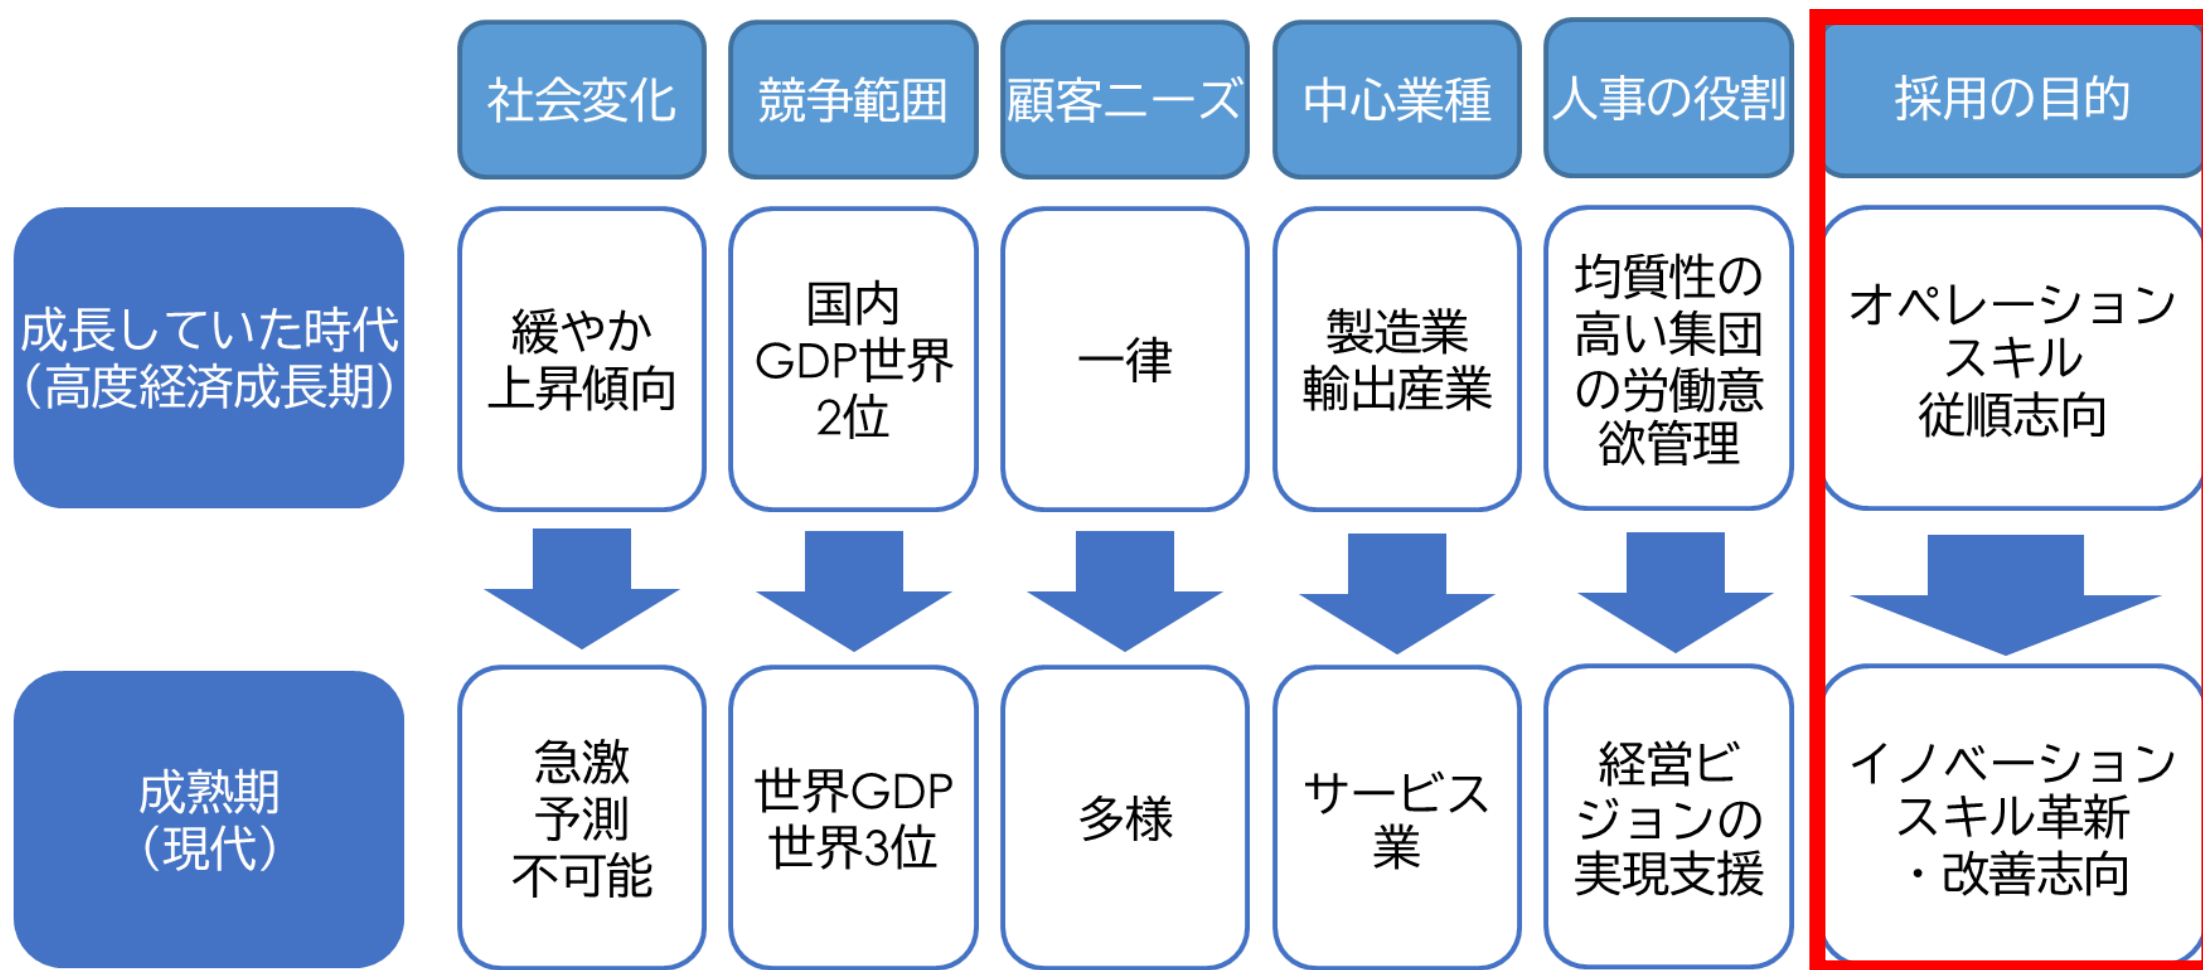 社会変化
競争範囲
顧客ニーズ
中心業種
人事の役割
採用の目的
成長していた時代
（高度経済成長期）
緩やか
上昇傾向
国内
GDP世界
2位
一律
製造業
輸出産業
均質性の
高い集団
の労働意
欲管理
オペレーション
スキル
従順志向
成熟期
（現代）
急激
予測
不可能
世界GDP
世界3位
多様
サービス
業
経営ビ
ジョンの
実現支援
イノベーション
スキル革新
・改善志向